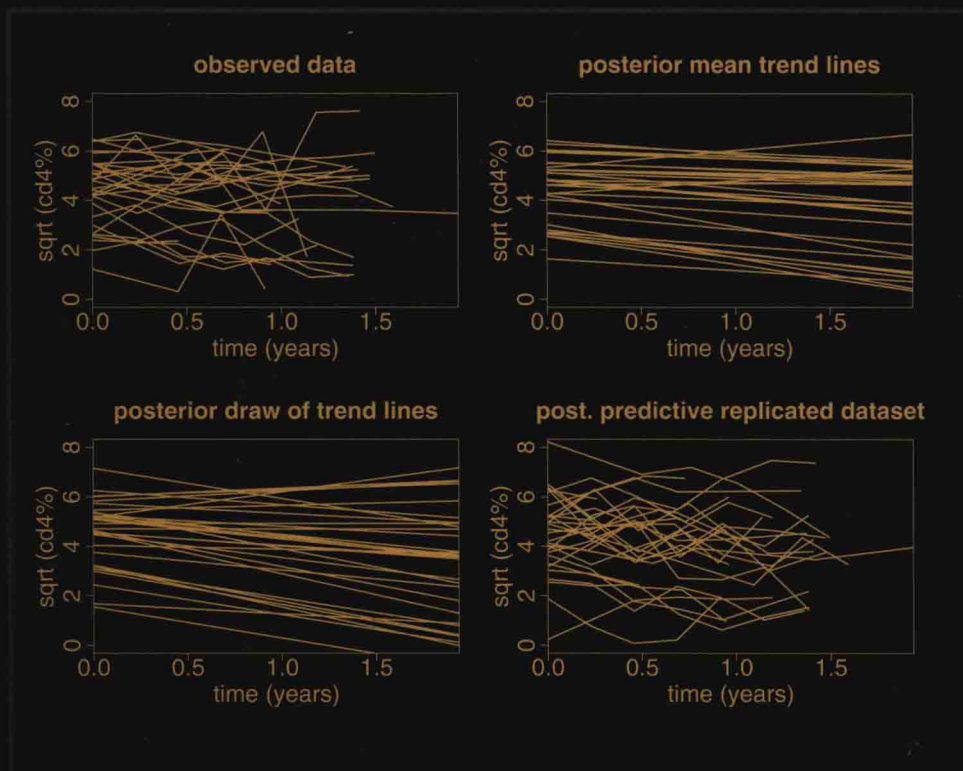 observed data
sqrt (cd4%)
0 2 4 6 8
0.0 0.5 1.0 1.5
time (years)
posterior mean trend lines
sqrt (cd4%)
0 2 4 6 8
0.0 0.5 1.0 1.5
time (years)
posterior draw of trend lines
sqrt (cd4%)
0 2 4 6 8
0.0 0.5 1.0 1.5
time (years)
post. predictive replicated dataset
sqrt (cd4%)
0 2 4 6 8
0.0 0.5 1.0 1.5
time (years)